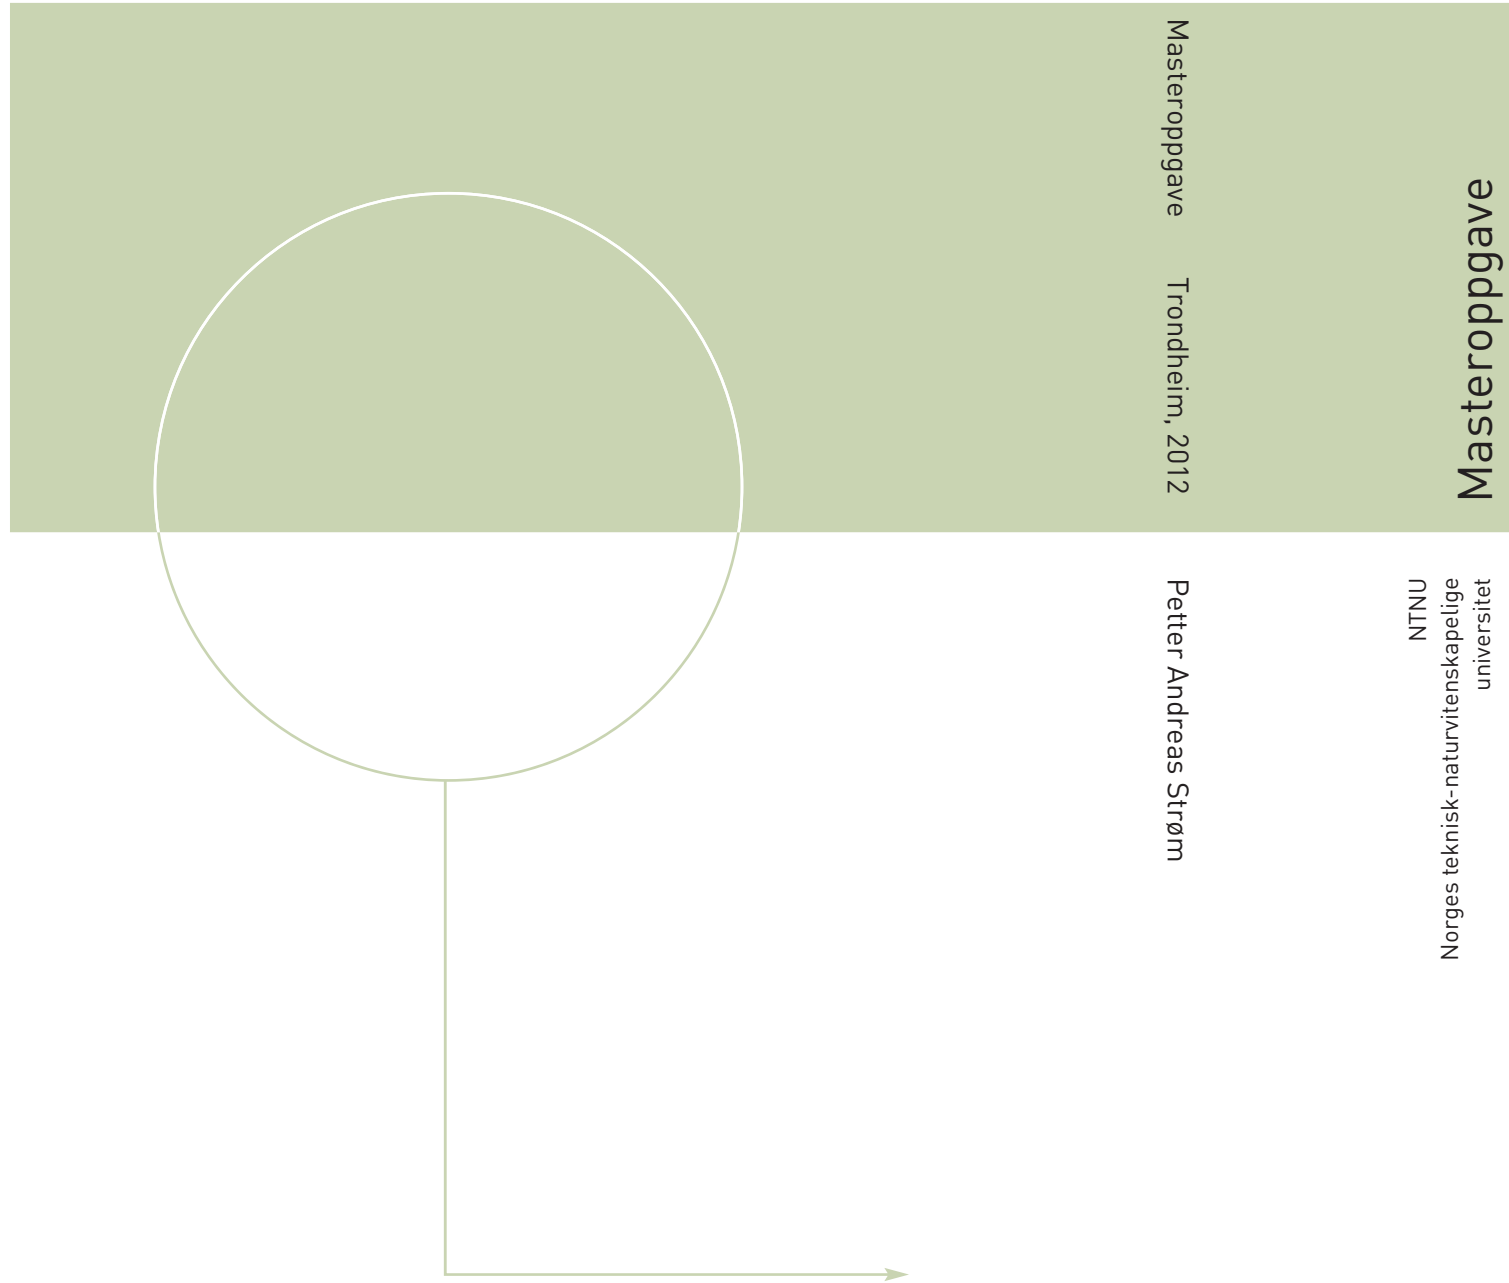 Masteroppgave
Trondheim, 2012
Petter Andreas Strøm
Masteroppgave
NTNU
Norges teknisk-naturvitenskapelige
universitet